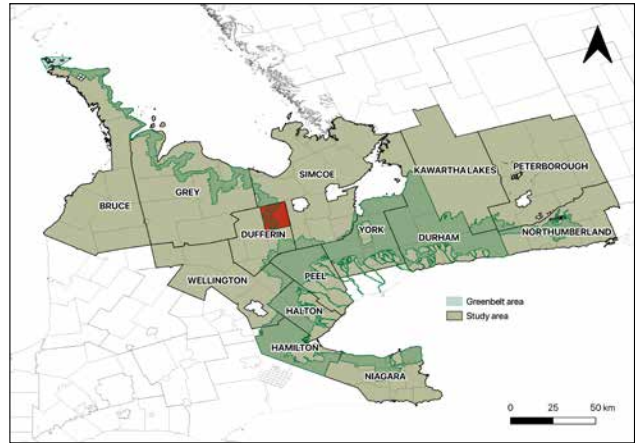 SIMCOE
KAWARTHA LAKES
PETERBOROUGH
GREY
BRUCE
DUFFERIN
YORK
DURHAM
NORTHUMBERLAND
WELLINGTON
PEEL
HALTON
HAMILTON
NIAGARA
Greenbelt area
Study area
0 25 50 km